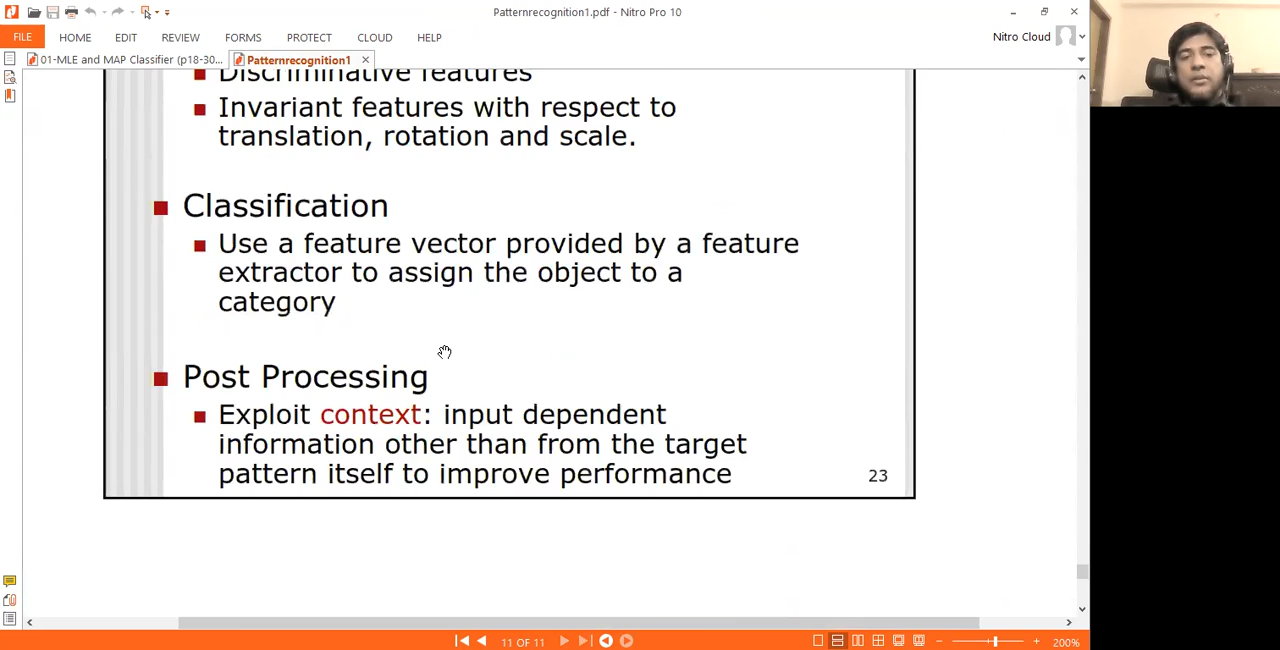 Patternrecognition1.pdf - Nitro Pro 10
FILE HOME EDIT REVIEW FORMS PROTECT CLOUD HELP
Nitro Cloud
01-MLE and MAP Classifier (p18-30... Patternrecognition1
Discriminative features
Invariant features with respect to
translation, rotation and scale.
Classification
Use a feature vector provided by a feature
extractor to assign the object to a
category
Post Processing
Exploit context: input dependent
information other than from the target
pattern itself to improve performance
23
11 OF 11
200%